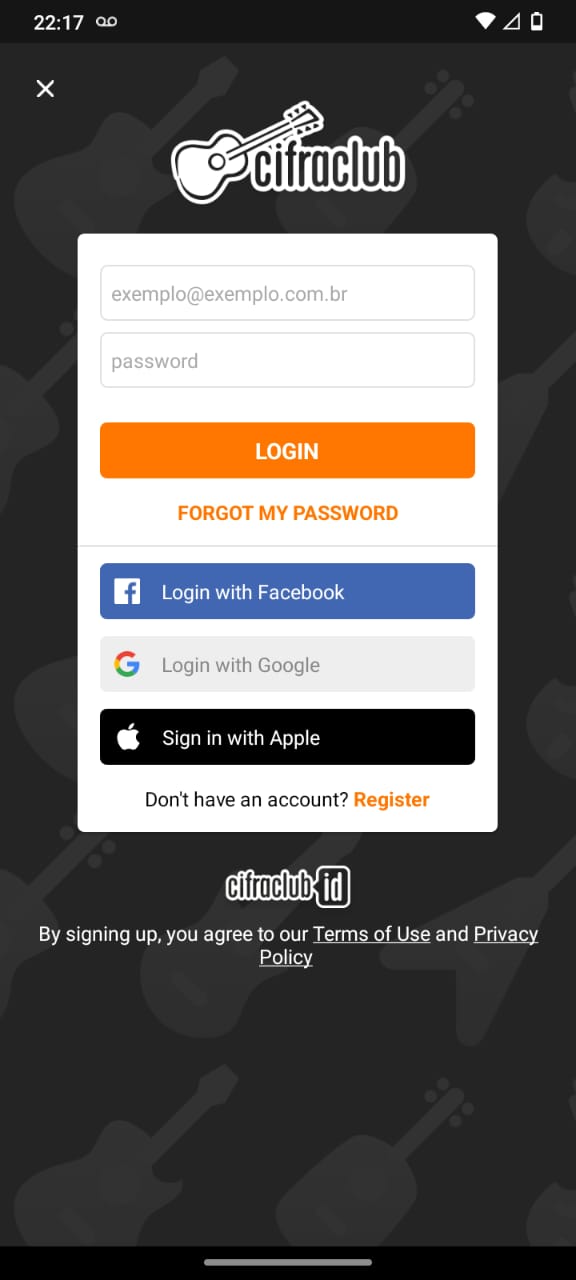 22:17
cifraclub
exemplo@exemplo.com.br
password
LOGIN
FORGOT MY PASSWORD
Login with Facebook
Login with Google
Sign in with Apple
Don't have an account? Register
cifraclub id
By signing up, you agree to our Terms of Use and Privacy
Policy